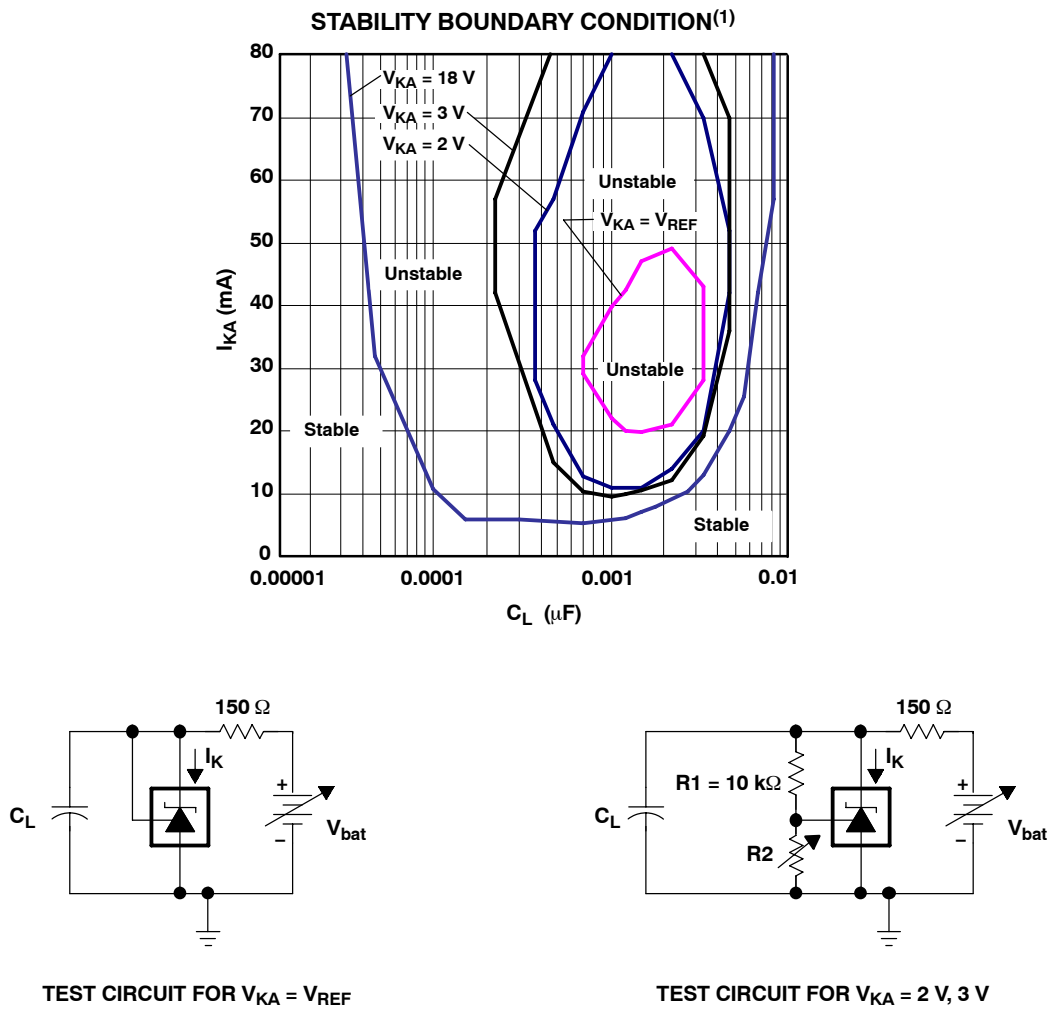 STABILITY BOUNDARY CONDITION(1)
80
70
60
50
40
30
20
10
0
IKA (mA)
VKA = 18 V
VKA = 3 V
VKA = 2 V
Unstable
VKA = VREF
Unstable
Unstable
Stable
Stable
0.00001
0.0001
0.001
0.01
CL (μF)
150 Ω
IK
CL
+
−
Vbat
TEST CIRCUIT FOR VKA = VREF
150 Ω
IK
R1 = 10 kΩ
CL
R2
+
−
Vbat
TEST CIRCUIT FOR VKA = 2 V, 3 V